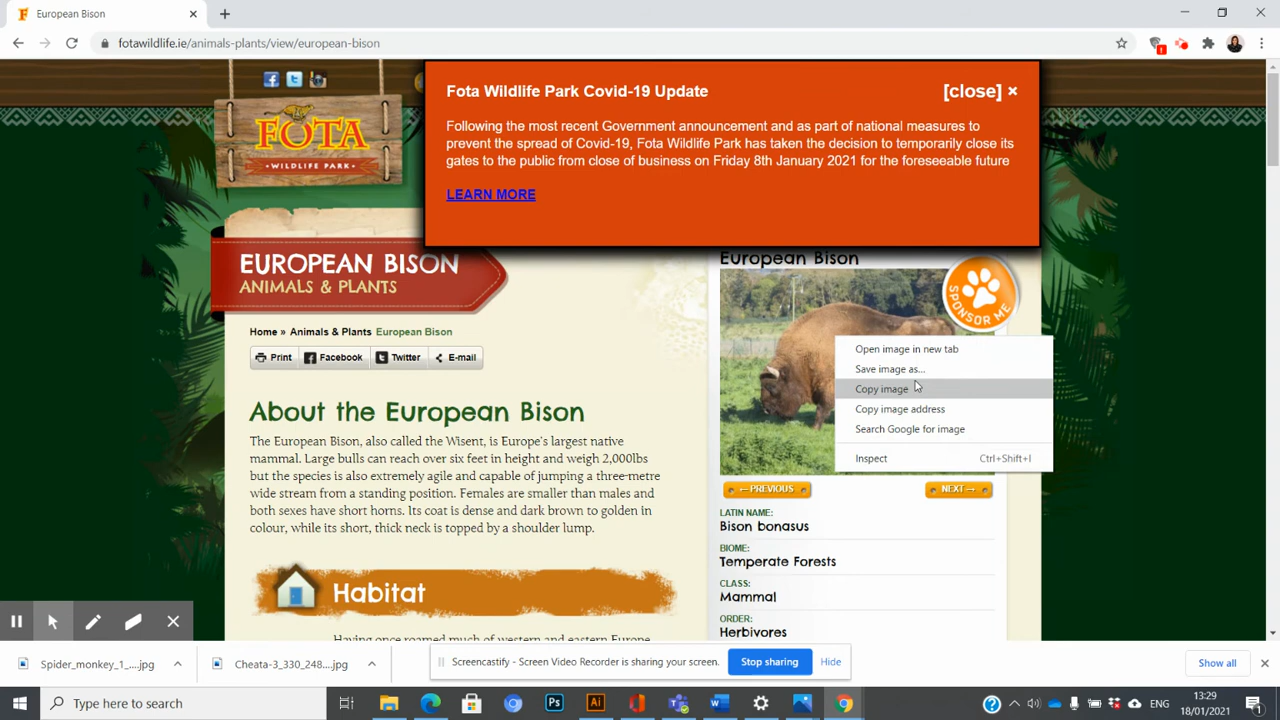 European Bison
fotawildlife.ie/animals-plants/view/european-bison
FOTA
WILDLIFE PARK
Fota Wildlife Park Covid-19 Update
[close] ×
Following the most recent Government announcement and as part of national measures to
prevent the spread of Covid-19, Fota Wildlife Park has taken the decision to temporarily close its
gates to the public from close of business on Friday 8th January 2021 for the foreseeable future
LEARN MORE
EUROPEAN BISON
ANIMALS & PLANTS
Home » Animals & Plants European Bison
Print Facebook Twitter E-mail
About the European Bison
The European Bison, also called the Wisent, is Europe's largest native
mammal. Large bulls can reach over six feet in height and weigh 2,000lbs
but the species is also extremely agile and capable of jumping a three-metre
wide stream from a standing position. Females are smaller than males and
both sexes have short horns. Its coat is dense and dark brown to golden in
colour, while its short, thick neck is topped by a shoulder lump.
Habitat
Having once roamed much of western and eastern Europe
European Bison
SPONSOR ME
Open image in new tab
Save image as...
Copy image
Copy image address
Search Google for image
Inspect Ctrl+Shift+I
← PREVIOUS
NEXT →
LATIN NAME:
Bison bonasus
BIOME:
Temperate Forests
CLASS:
Mammal
ORDER:
Herbivores
Spider_monkey_1_....jpg
Cheata-3_330_248....jpg
Screencastify - Screen Video Recorder is sharing your screen.
Stop sharing
Hide
Show all
Type here to search
Ps
Ai
ENG
13:29
18/01/2021